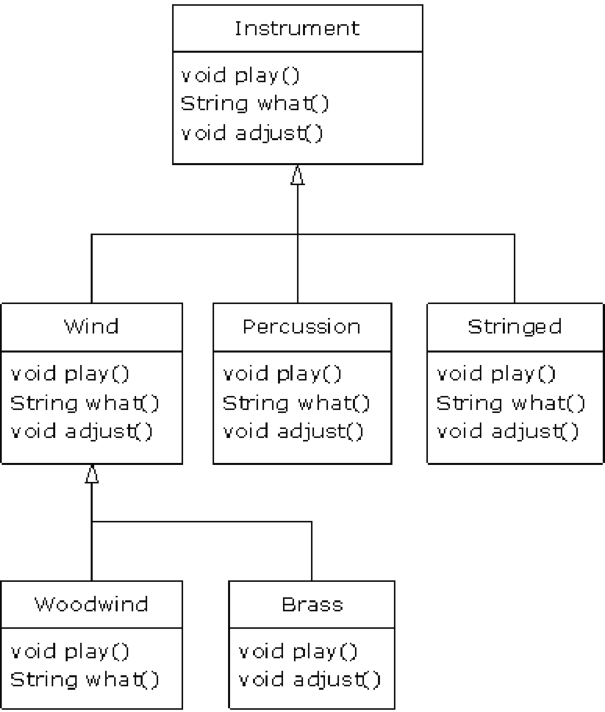 Instrument
void play()
String what()
void adjust()
Wind
void play()
String what()
void adjust()
Percussion
void play()
String what()
void adjust()
Stringed
void play()
String what()
void adjust()
Woodwind
void play()
String what()
Brass
void play()
void adjust()